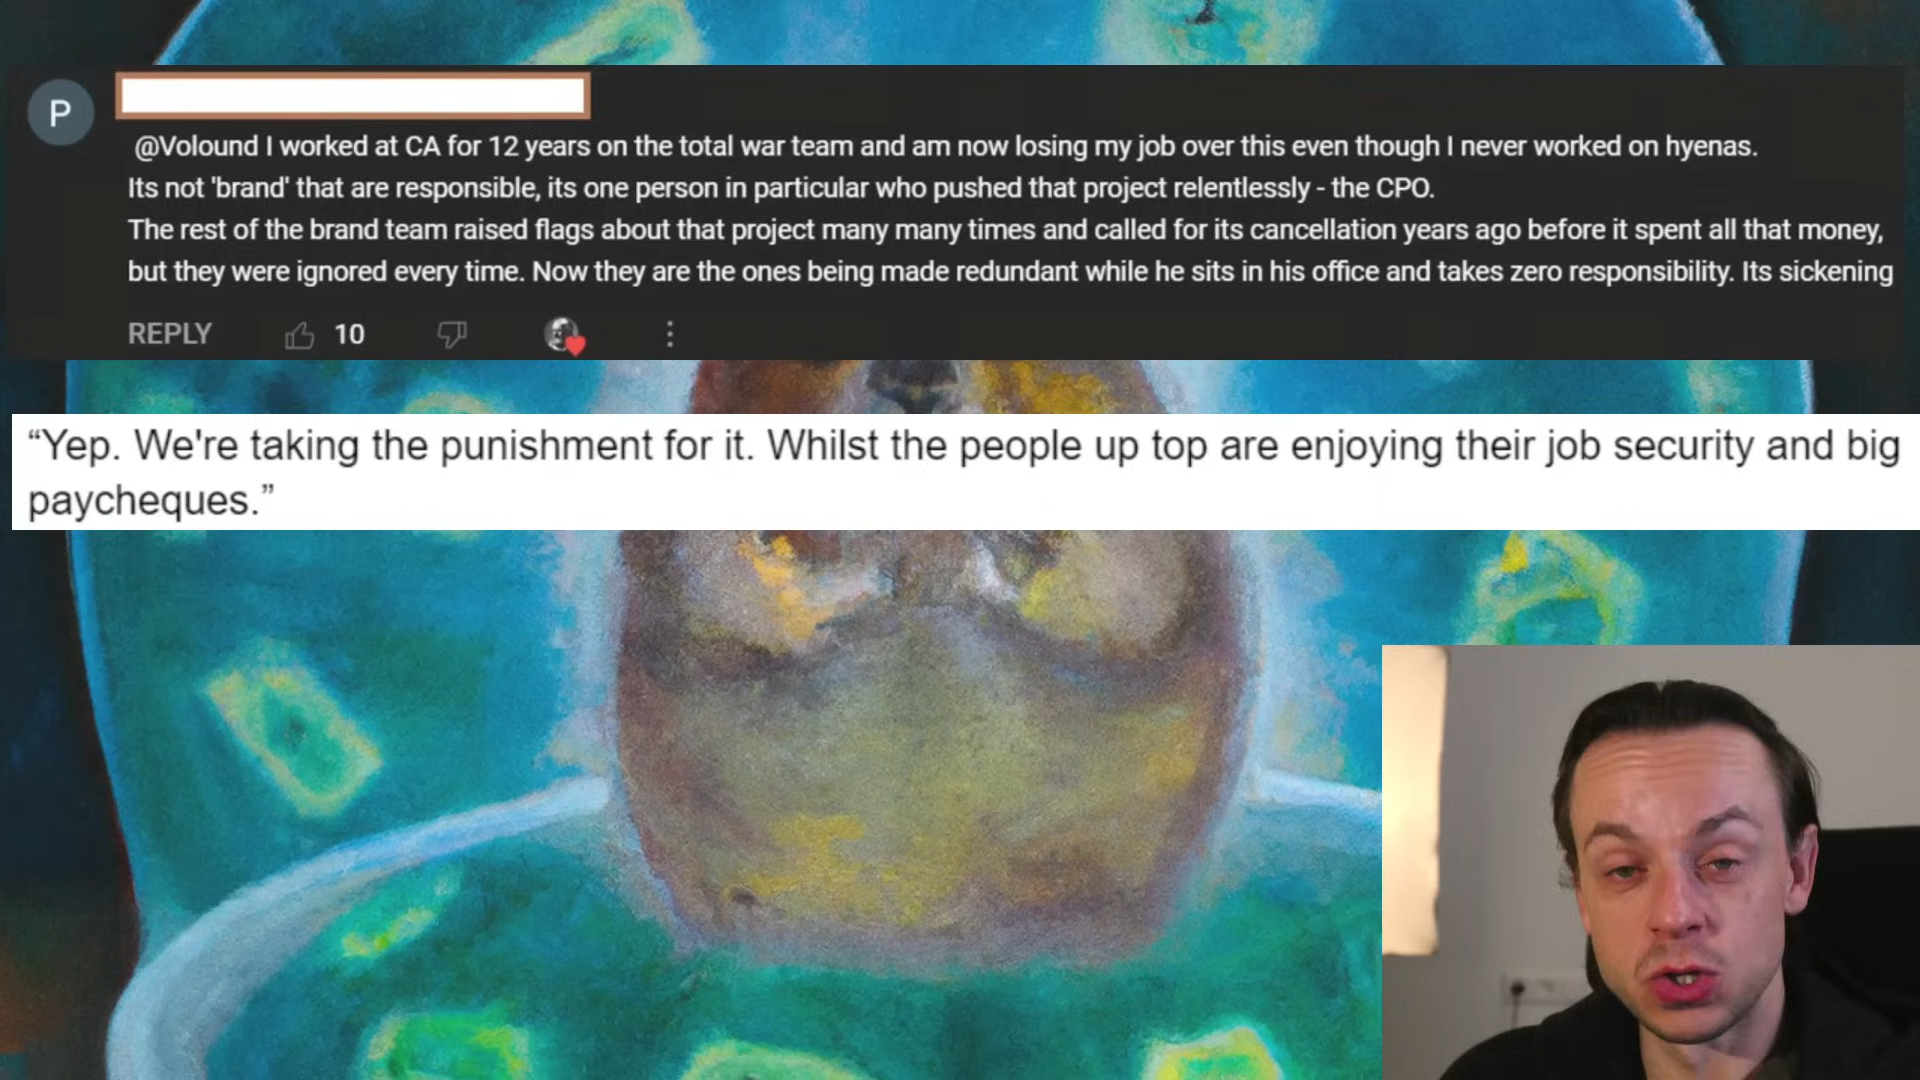 P
@Volound I worked at CA for 12 years on the total war team and am now losing my job over this even though I never worked on hyenas.
Its not 'brand' that are responsible, its one person in particular who pushed that project relentlessly - the CPO.
The rest of the brand team raised flags about that project many many times and called for its cancellation years ago before it spent all that money,
but they were ignored every time. Now they are the ones being made redundant while he sits in his office and takes zero responsibility. Its sickening
REPLY 10
“Yep. We're taking the punishment for it. Whilst the people up top are enjoying their job security and big
paycheques.”